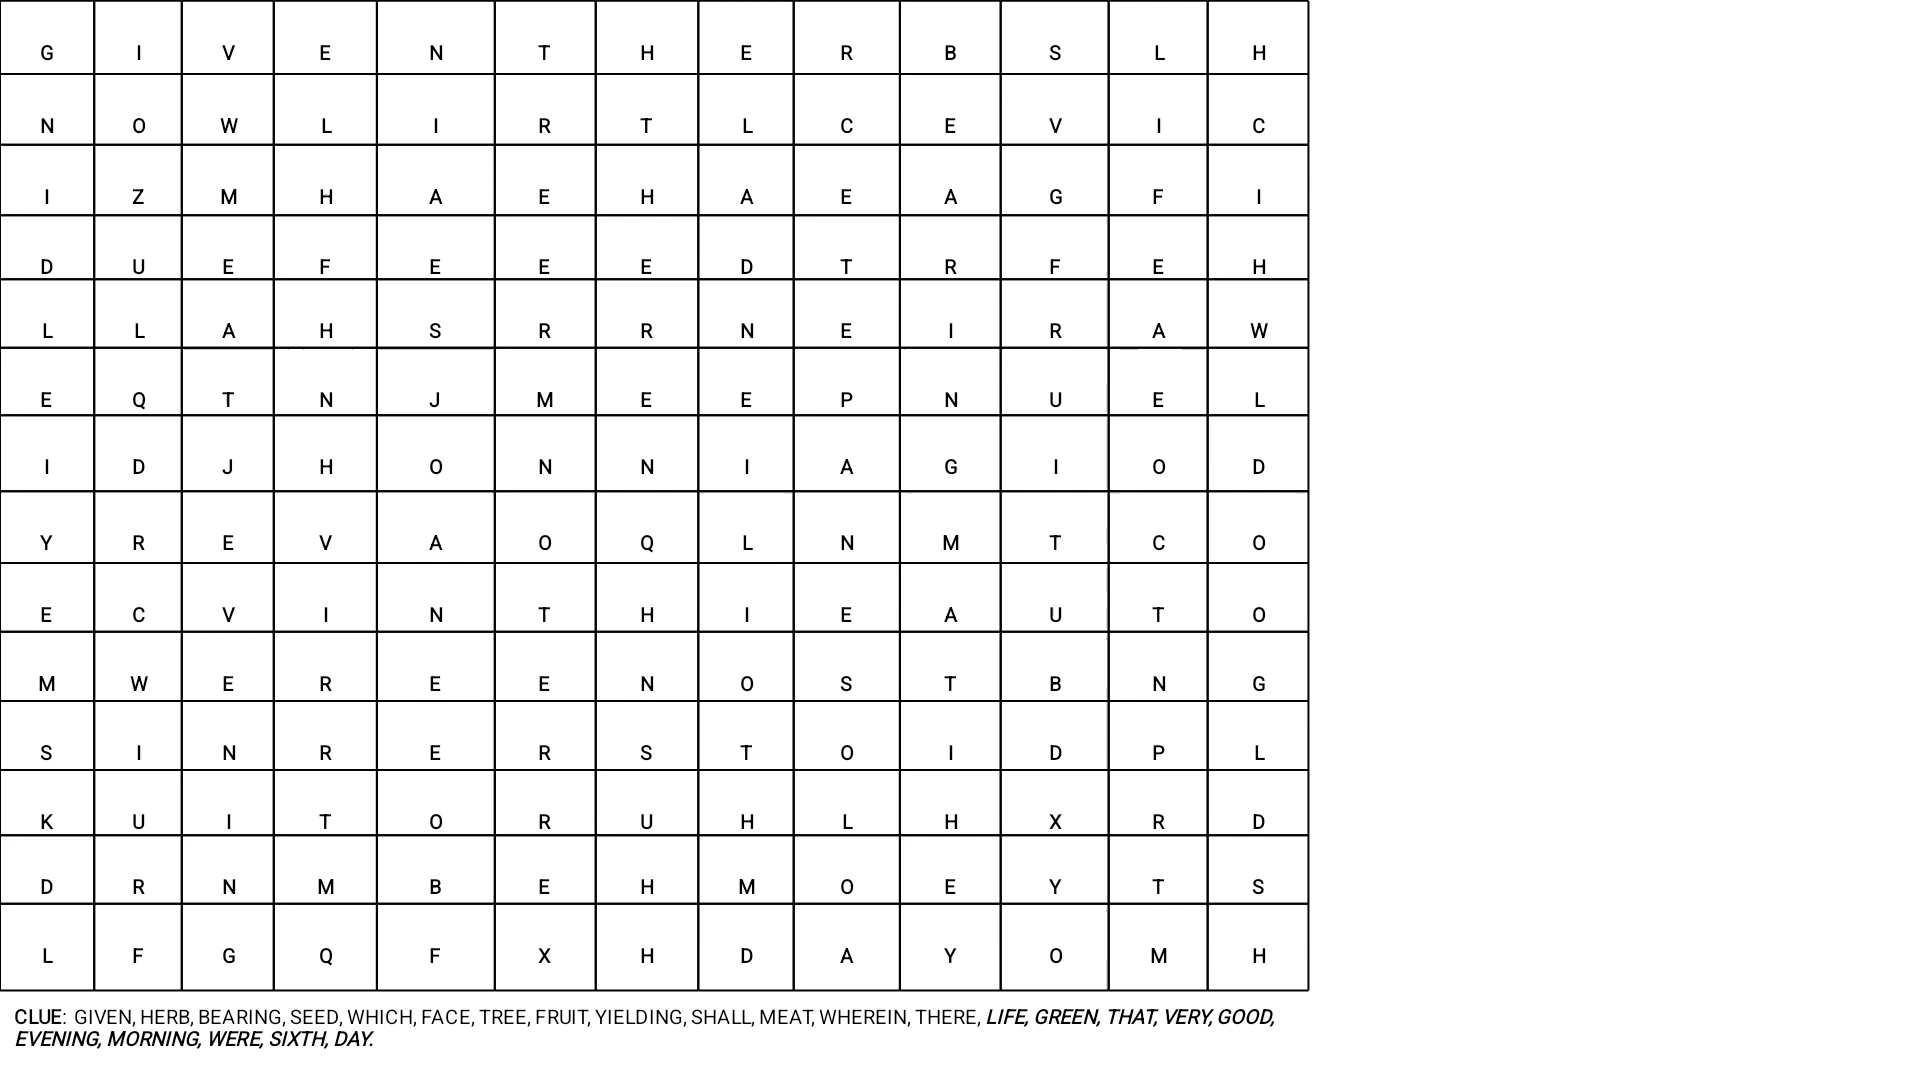 G I V E N T H E R B S L H
N O W L I R T L C E V I C
I Z M H A E H A E A G F I
D U E F E E E D T R F E H
L L A H S R R N E I R A W
E Q T N J M E E P N U E L
I D J H O N N I A G I O D
Y R E V A O Q L N M T C O
E C V I N T H I E A U T O
M W E R E E N O S T B N G
S I N R E R S T O I D P L
K U I T O R U H L H X R D
D R N M B E H M O E Y T S
L F G Q F X H D A Y O M H
CLUE: GIVEN, HERB, BEARING, SEED, WHICH, FACE, TREE, FRUIT, YIELDING, SHALL, MEAT, WHEREIN, THERE, LIFE, GREEN, THAT, VERY, GOOD,
EVENING, MORNING, WERE, SIXTH, DAY.